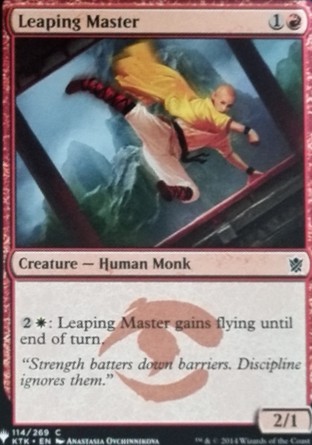 Leaping Master 1
Creature — Human Monk
2: Leaping Master gains flying until
end of turn.
“Strength batters down barriers. Discipline
ignores them.”
114/269 C
KTK • EN Anastasia Ovchinnikova
2/1
™ & © 2014 Wizards of the Coast